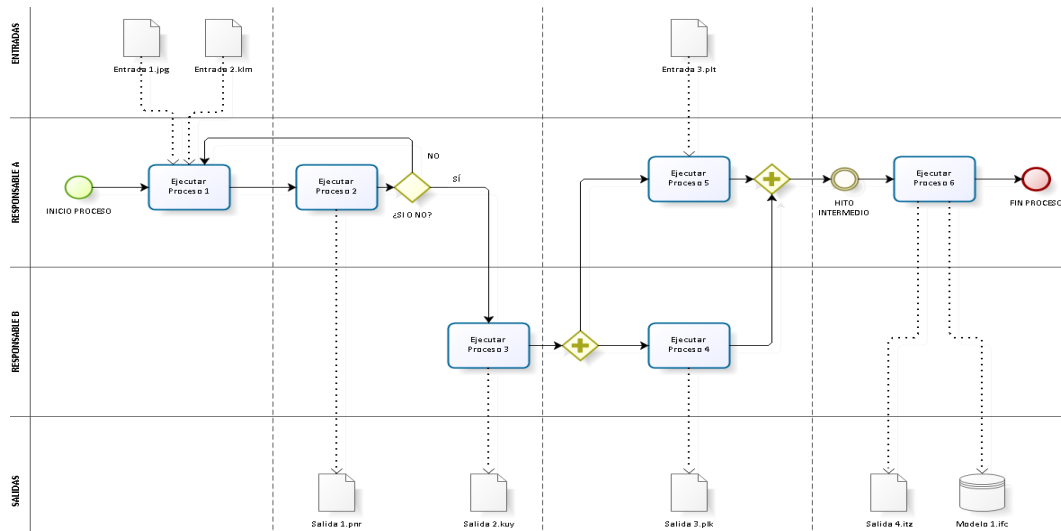 ENTRADAS
Entrada 1.jpg
Entrada 2.klm
Entrada 3.plt
RESPONSABLE A
INICIO PROCESO
Ejecutar
Proceso 1
Ejecutar
Proceso 2
NO
SÍ
¿SI O NO?
Ejecutar
Proceso 5
HITO
INTERMEDIO
Ejecutar
Proceso 6
FIN PROCESO
RESPONSABLE B
Ejecutar
Proceso 3
Ejecutar
Proceso 4
SALIDAS
Salida 1.pnr
Salida 2.kuy
Salida 3.plk
Salida 4.itz
Modelo 1.ifc